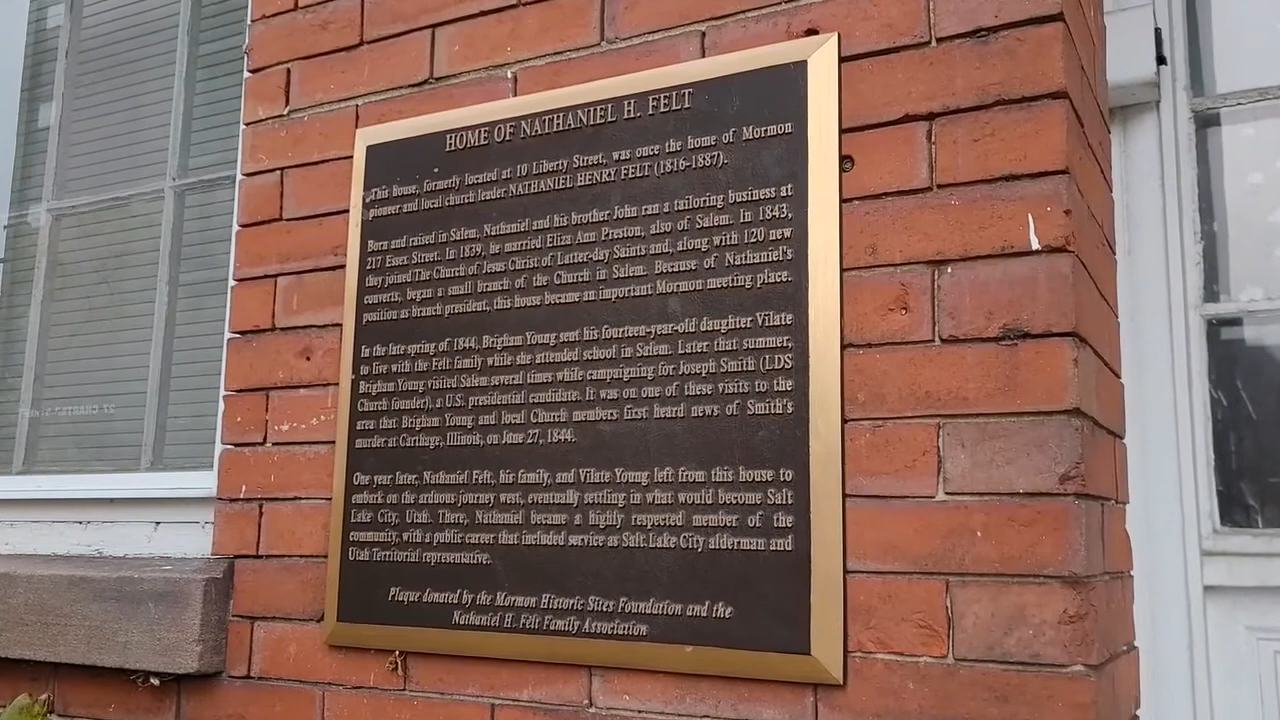 HOME OF NATHANIEL H. FELT
This house, formerly located at 10 Liberty Street, was once the home of Mormon
pioneer and local church leader NATHANIEL HENRY FELT (1816-1887).
Born and raised in Salem, Nathaniel and his brother John ran a tailoring business at
217 Essex Street. In 1839, he married Eliza Ann Preston, also of Salem. In 1843,
they joined The Church of Jesus Christ of Latter-day Saints and, along with 120 new
converts, began a small branch of the Church in Salem. Because of Nathaniel's
position as branch president, this house became an important Mormon meeting place.
In the late spring of 1844, Brigham Young sent his fourteen-year-old daughter Vilate
to live with the Felt family while she attended school in Salem. Later that summer,
Brigham Young visited Salem several times while campaigning for Joseph Smith (LDS
Church founder), a U.S. presidential candidate. It was on one of these visits to the
area that Brigham Young and local Church members first heard news of Smith's
murder at Carthage, Illinois, on June 27, 1844.
One year later, Nathaniel Felt, his family, and Vilate Young left from this house to
embark on the arduous journey west, eventually settling in what would become Salt
Lake City, Utah. There, Nathaniel became a highly respected member of the
community, with a public career that included service as Salt Lake City alderman and
Utah Territorial representative.
Plaque donated by the Mormon Historic Sites Foundation and the
Nathaniel H. Felt Family Association